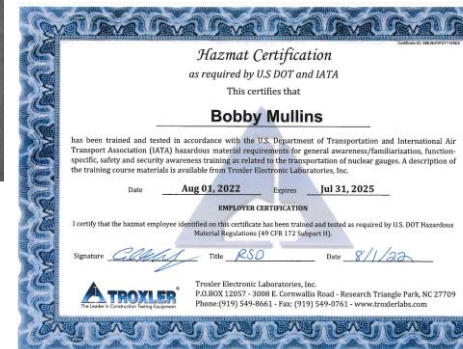 Hazmat Certification
as required by U.S DOT and IATA
This certifies that
Bobby Mullins
has been trained and tested in accordance with the U.S. Department of Transportation and International Air
Transport Association (IATA) hazardous material requirements for general awareness/familiarization, function-
specific, safety and security awareness training as related to the transportation of nuclear gauges. A description of
the training course materials is available from Troxler Electronic Laboratories, Inc.
Date Aug 01, 2022 Expires Jul 31, 2025
EMPLOYER CERTIFICATION
I certify that the hazmat employee identified on this certificate has been trained and tested as required by U.S. DOT Hazardous
Material Regulations (49 CFR 172 Subpart H).
Signature Title RSO Date 8/1/22
TROXLER
The Leader in Construction Testing Equipment
Troxler Electronic Laboratories, Inc.
P.O.BOX 12057 - 3008 E. Cornwallis Road - Research Triangle Park, NC 27709
Phone:(919) 549-8661 - Fax: (919) 549-0761 - www.troxlerlabs.com